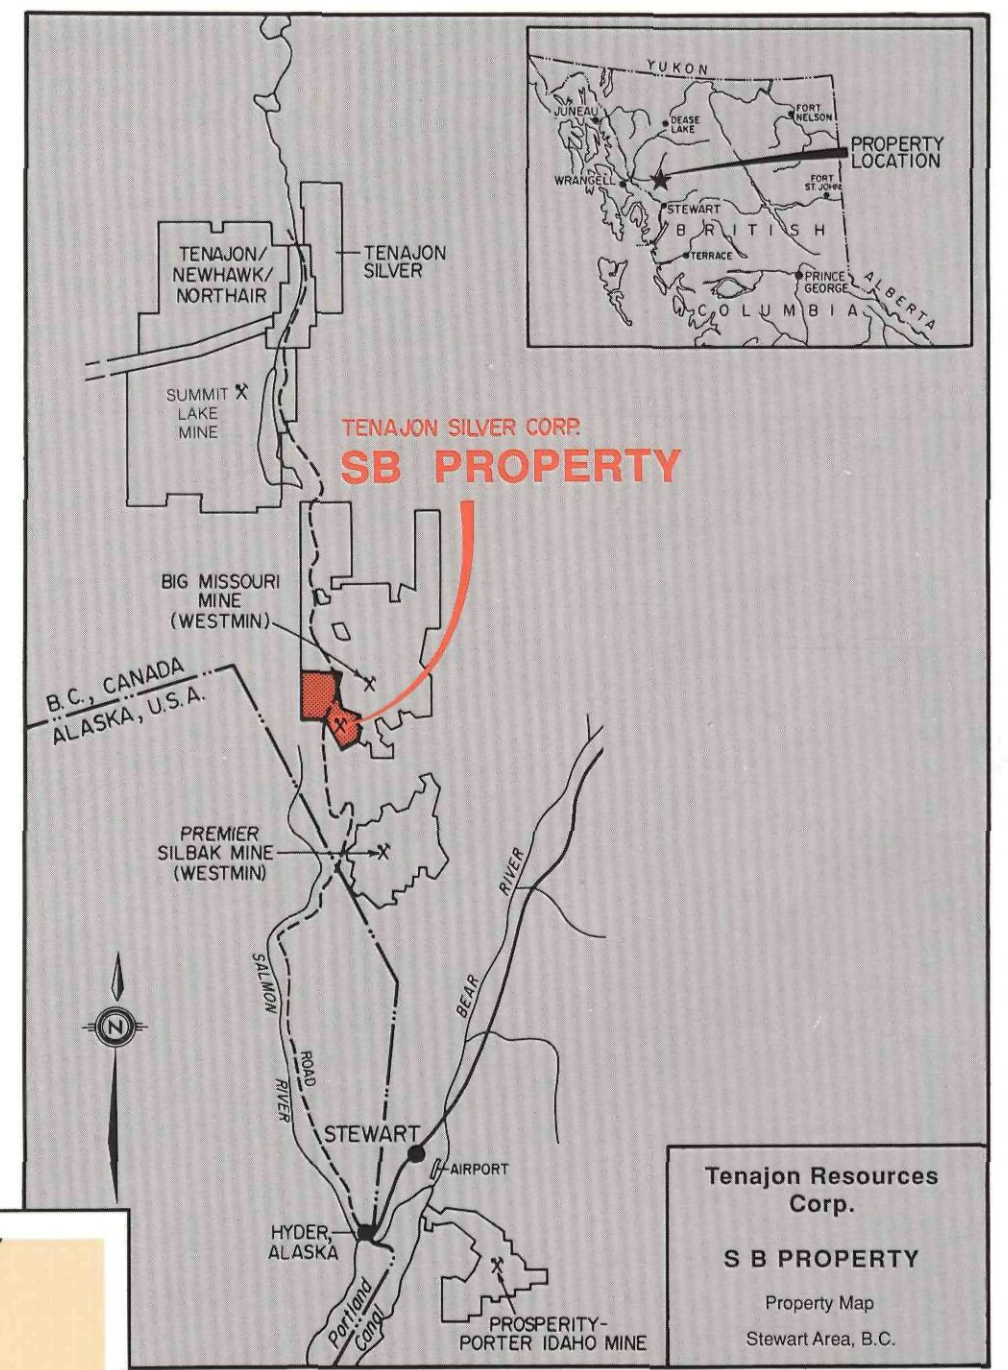 YUKON
JUNEAU
DEASE
LAKE
FORT
NELSON
PROPERTY
LOCATION
WRANGELL
FORT
ST. JOHN
STEWART
BRITISH
TERRACE
PRINCE
GEORGE
COLUMBIA
ALBERTA
TENAJON/
NEWHAWK/
NORTHAIR
TENAJON
SILVER
SUMMIT
LAKE
MINE
TENAJON SILVER CORP.
SB PROPERTY
BIG MISSOURI
MINE
(WESTMIN)
B.C., CANADA
ALASKA, U.S.A.
PREMIER
SILBAK MINE
(WESTMIN)
SALMON
RIVER
ROAD
BEAR
RIVER
N
STEWART
AIRPORT
HYDER,
ALASKA
Portland
Canal
PROSPERITY-
PORTER IDAHO MINE
Tenajon Resources
Corp.
S B PROPERTY
Property Map
Stewart Area, B.C.